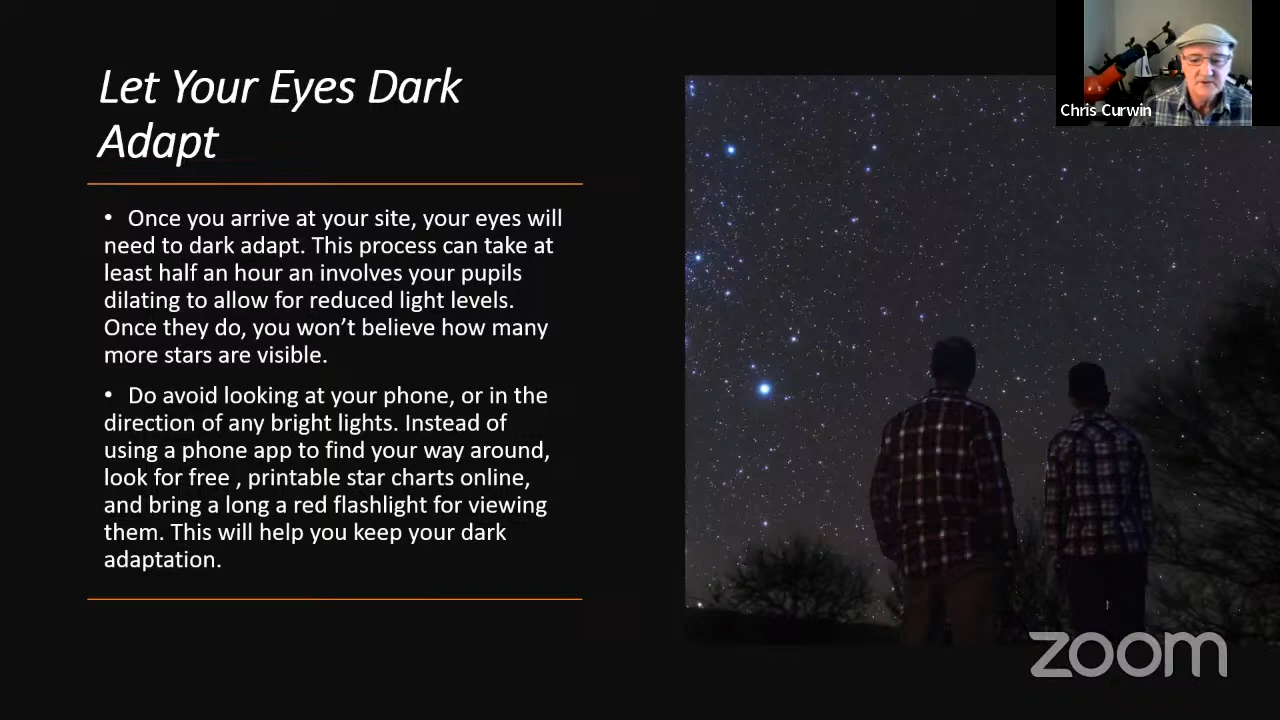 Let Your Eyes Dark
Adapt
• Once you arrive at your site, your eyes will
need to dark adapt. This process can take at
least half an hour an involves your pupils
dilating to allow for reduced light levels.
Once they do, you won’t believe how many
more stars are visible.
• Do avoid looking at your phone, or in the
direction of any bright lights. Instead of
using a phone app to find your way around,
look for free , printable star charts online,
and bring a long a red flashlight for viewing
them. This will help you keep your dark
adaptation.
Chris Curwin
zoom